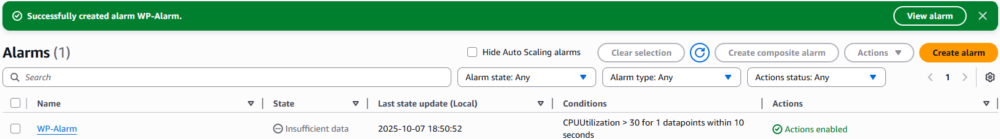 Successfully created alarm WP-Alarm.
View alarm
Alarms (1)
Hide Auto Scaling alarms
Clear selection
Create composite alarm
Actions
Create alarm
Search
Alarm state: Any
Alarm type: Any
Actions status: Any
1
Name
State
Last state update (Local)
Conditions
Actions
WP-Alarm
Insufficient data
2025-10-07 18:50:52
CPUUtilization > 30 for 1 datapoints within 10
seconds
Actions enabled